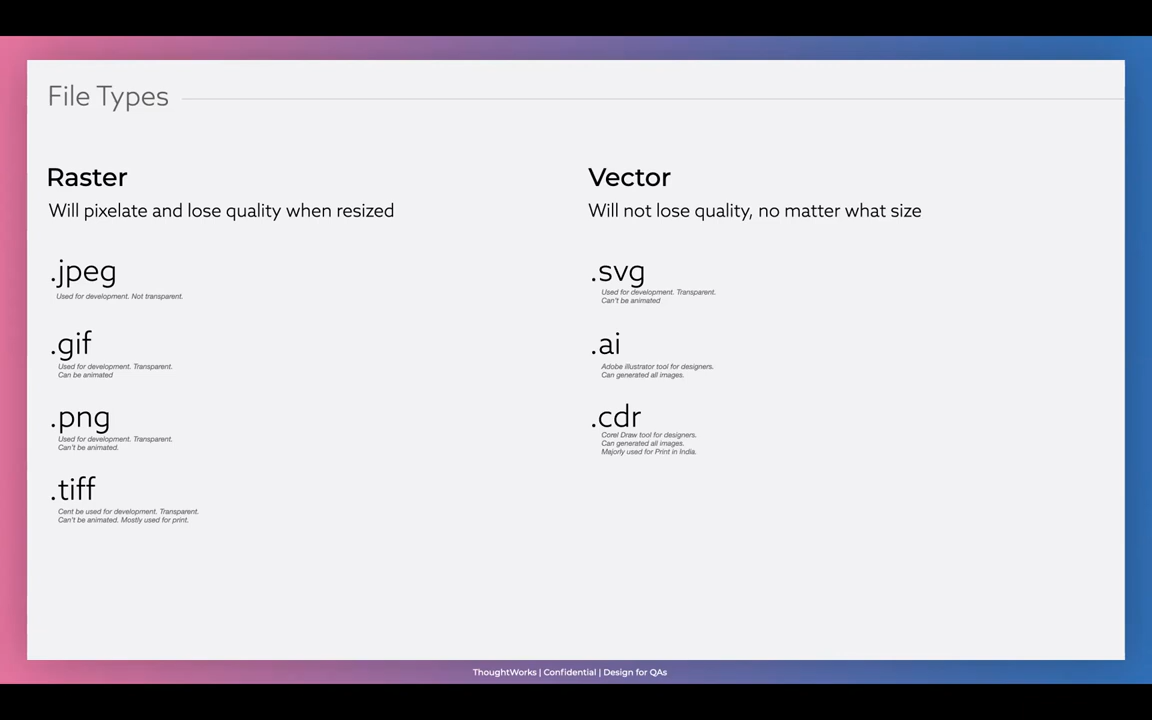 File Types
Raster
Will pixelate and lose quality when resized
.jpeg
Used for development. Not transparent.
.gif
Used for development. Transparent.
Can be animated
.png
Used for development. Transparent.
Can't be animated.
.tiff
Cent be used for development. Transparent.
Can't be animated. Mostly used for print.
Vector
Will not lose quality, no matter what size
.svg
Used for development. Transparent.
Can't be animated
.ai
Adobe illustrator tool for designers.
Can generated all images.
.cdr
Corel Draw tool for designers.
Can generated all images.
Majorly used for Print in India.
ThoughtWorks | Confidential | Design for QAs